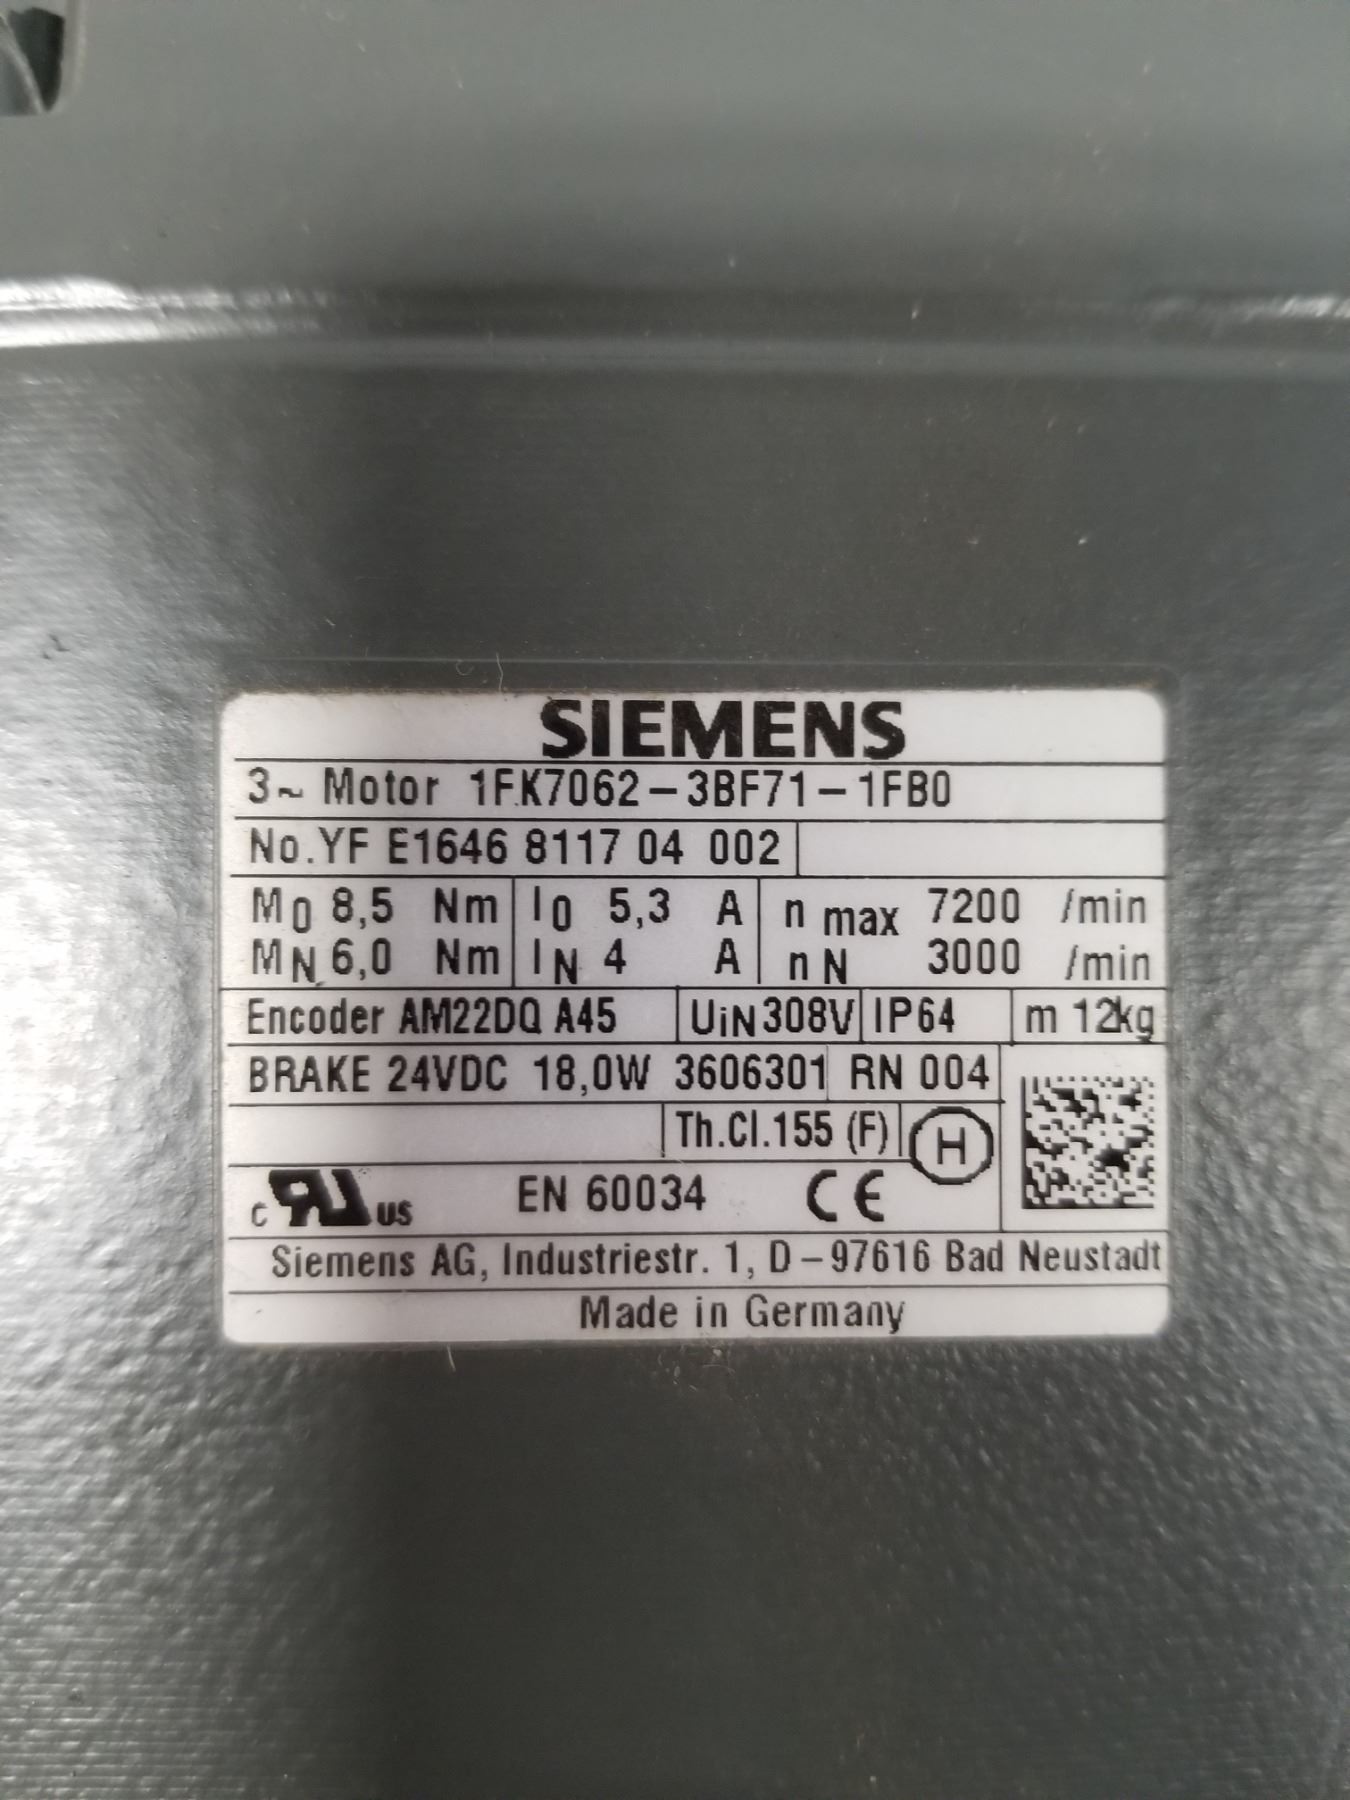 SIEMENS
3~ Motor 1FK7062-3BF71-1FB0
No.YF E1646 8117 04 002
M0 8,5 Nm I0 5,3 A n max 7200 /min
MN 6,0 Nm IN 4 A nN 3000 /min
Encoder AM22DQ A45 UiN 308V IP64 m 12kg
BRAKE 24VDC 18,0W 3606301 RN 004
Th.Cl.155 (F) H
c RU US EN 60034 CE
Siemens AG, Industriestr. 1, D-97616 Bad Neustadt
Made in Germany